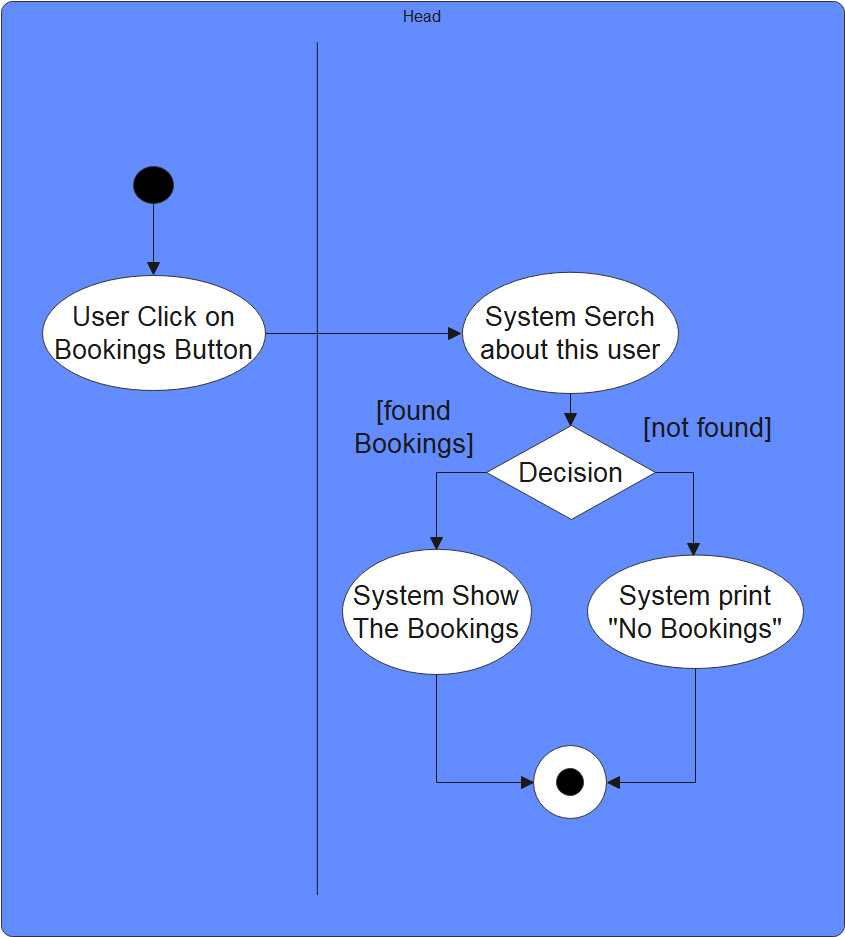 Head
User Click on
Bookings Button
System Serch
about this user
[found
Bookings]
[not found]
Decision
System Show
The Bookings
System print
"No Bookings"